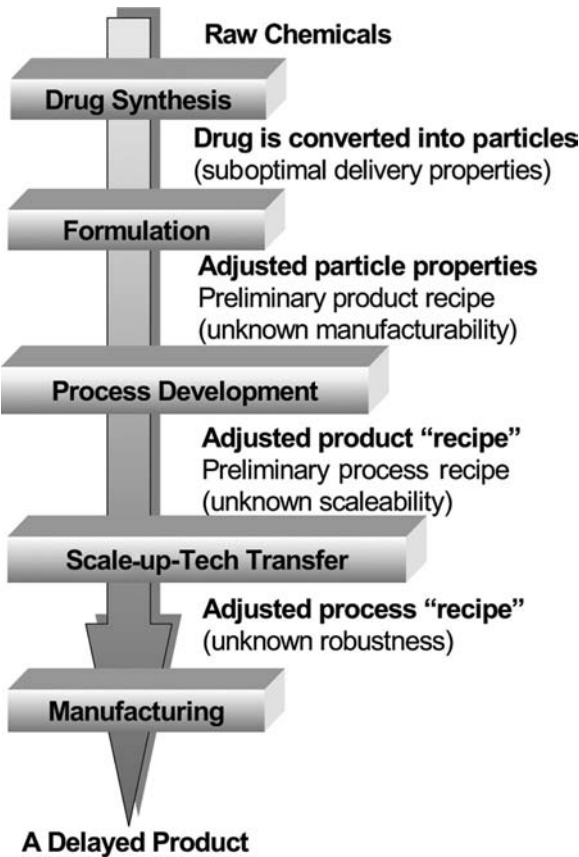 Raw Chemicals
Drug Synthesis
Drug is converted into particles
(suboptimal delivery properties)
Formulation
Adjusted particle properties
Preliminary product recipe
(unknown manufacturability)
Process Development
Adjusted product “recipe”
Preliminary process recipe
(unknown scaleability)
Scale-up-Tech Transfer
Adjusted process “recipe”
(unknown robustness)
Manufacturing
A Delayed Product